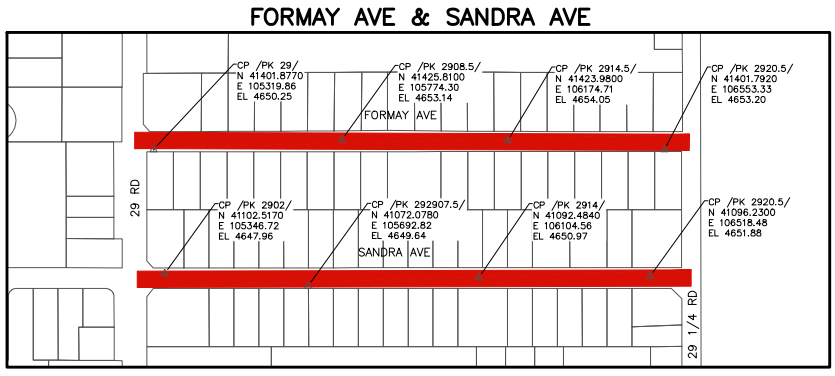 FORMAY AVE & SANDRA AVE
CP /PK 29/
N 41401.8770
E 105319.86
EL 4650.25
CP /PK 2908.5/
N 41425.8100
E 105774.30
EL 4653.14
CP /PK 2914.5/
N 41423.9800
E 106174.71
EL 4654.05
CP /PK 2920.5/
N 41401.7920
E 106553.33
EL 4653.20
FORMAY AVE
29 RD
CP /PK 2902/
N 41102.5170
E 105346.72
EL 4647.96
CP /PK 292907.5/
N 41072.0780
E 105692.82
EL 4649.64
CP /PK 2914/
N 41092.4840
E 106104.56
EL 4650.97
CP /PK 2920.5/
N 41096.2300
E 106518.48
EL 4651.88
SANDRA AVE
29 1/4 RD